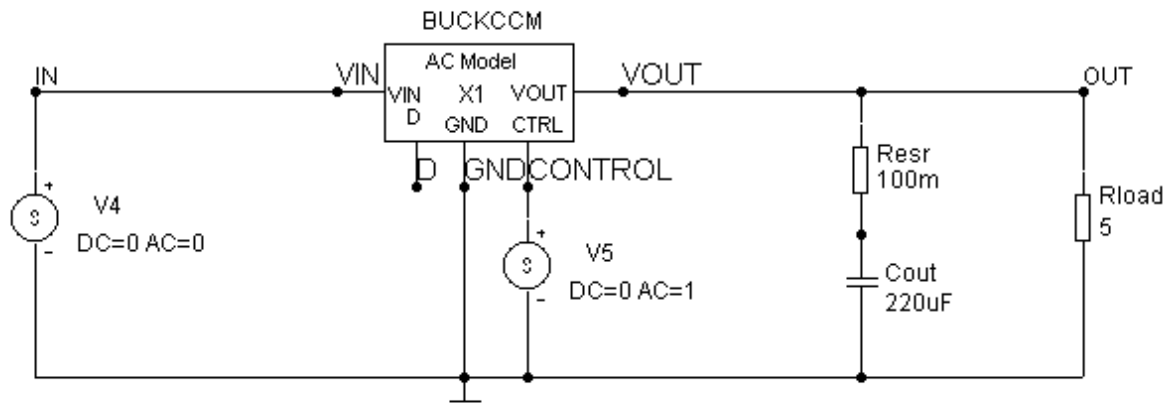 BUCKCCM
IN
VIN
AC Model
VOUT
OUT
VIN X1 VOUT
D
GND CTRL
D
GND
CONTROL
Resr
100m
Rload
5
+
V4
S
DC=0 AC=0
-
+
V5
S
DC=0 AC=1
-
Cout
220uF